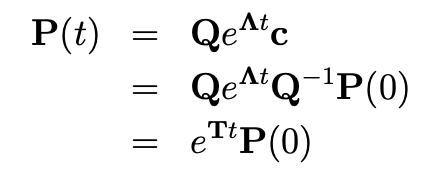 P(t) = Qe^{Λt}c
= Qe^{Λt}Q^{−1}P(0)
= e^{Tt}P(0)